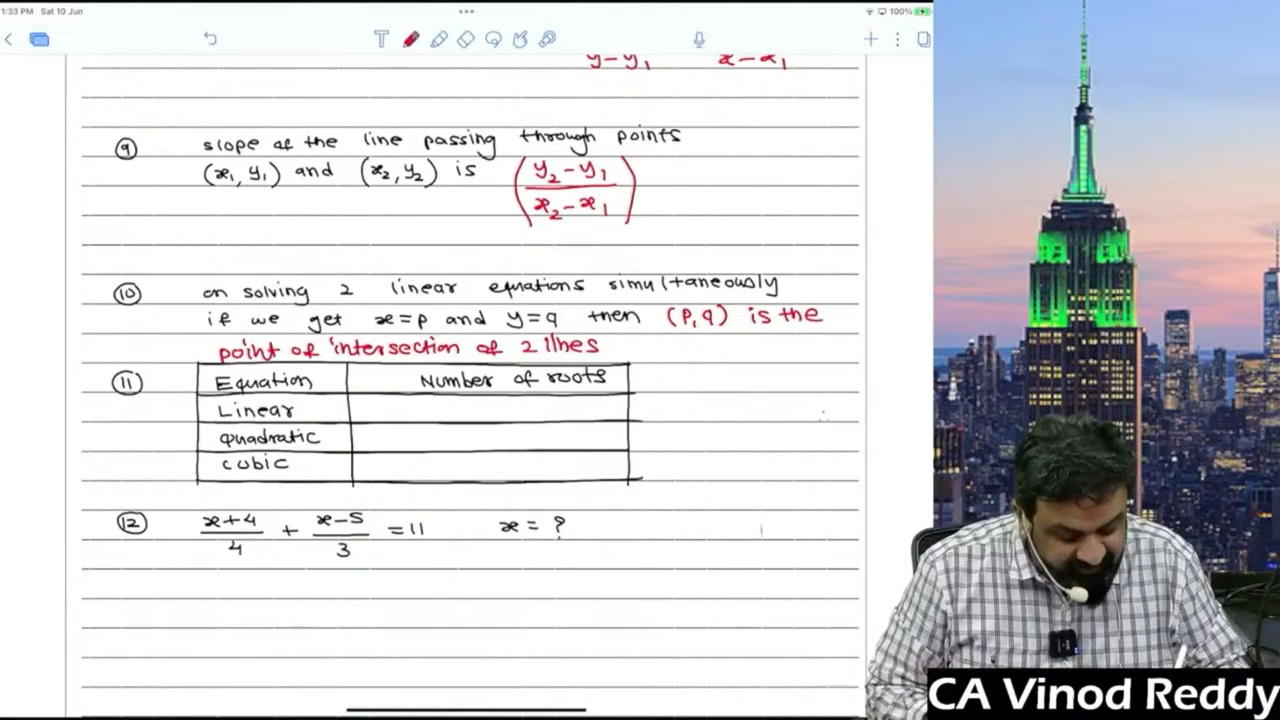 1:33 PM Sat 10 Jun
100%
T
y-y₁ x-x₁
⑨ slope of the line passing through points
(x₁, y₁) and (x₂, y₂) is (y₂-y₁ / x₂-x₁)
⑩ on solving 2 linear equations simultaneously
if we get x=p and y=q then (P,q) is the
point of intersection of 2 lines
⑪ Equation Number of roots
Linear
quadratic
cubic
⑫ x+4/4 + x-5/3 = 11 x = ?
CA Vinod Reddy